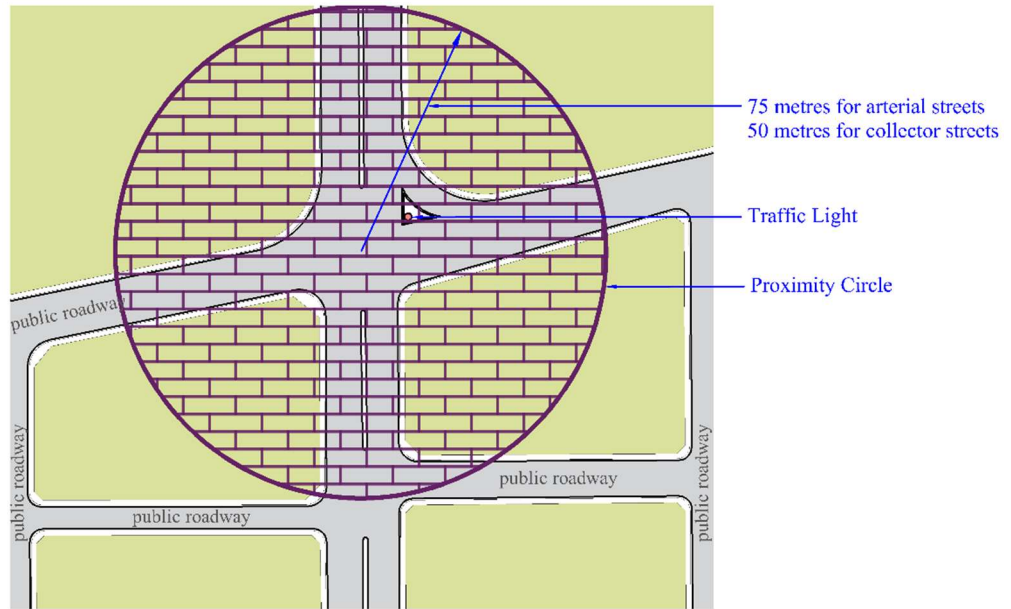 75 metres for arterial streets
50 metres for collector streets
Traffic Light
Proximity Circle
public roadway
public roadway
public roadway
public roadway
public roadway